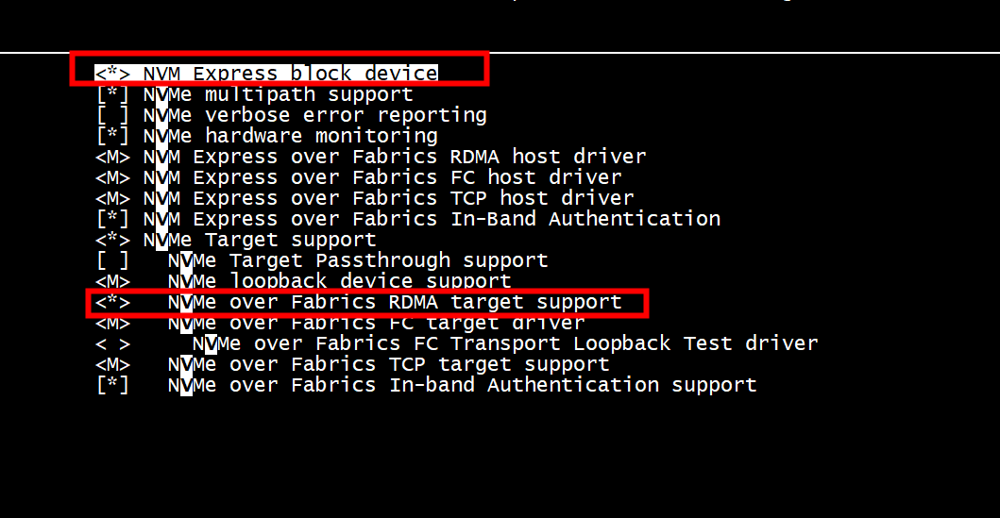 <*> NVM Express block device
[*] NVMe multipath support
[ ] NVMe verbose error reporting
[*] NVMe hardware monitoring
<M> NVM Express over Fabrics RDMA host driver
<M> NVM Express over Fabrics FC host driver
<M> NVM Express over Fabrics TCP host driver
[*] NVM Express over Fabrics In-Band Authentication
<*> NVMe Target support
[ ]   NVMe Target Passthrough support
<M>   NVMe loopback device support
<*>   NVMe over Fabrics RDMA target support
<M>   NVMe over Fabrics FC target driver
< >     NVMe over Fabrics FC Transport Loopback Test driver
<M>   NVMe over Fabrics TCP target support
[*]   NVMe over Fabrics In-band Authentication support